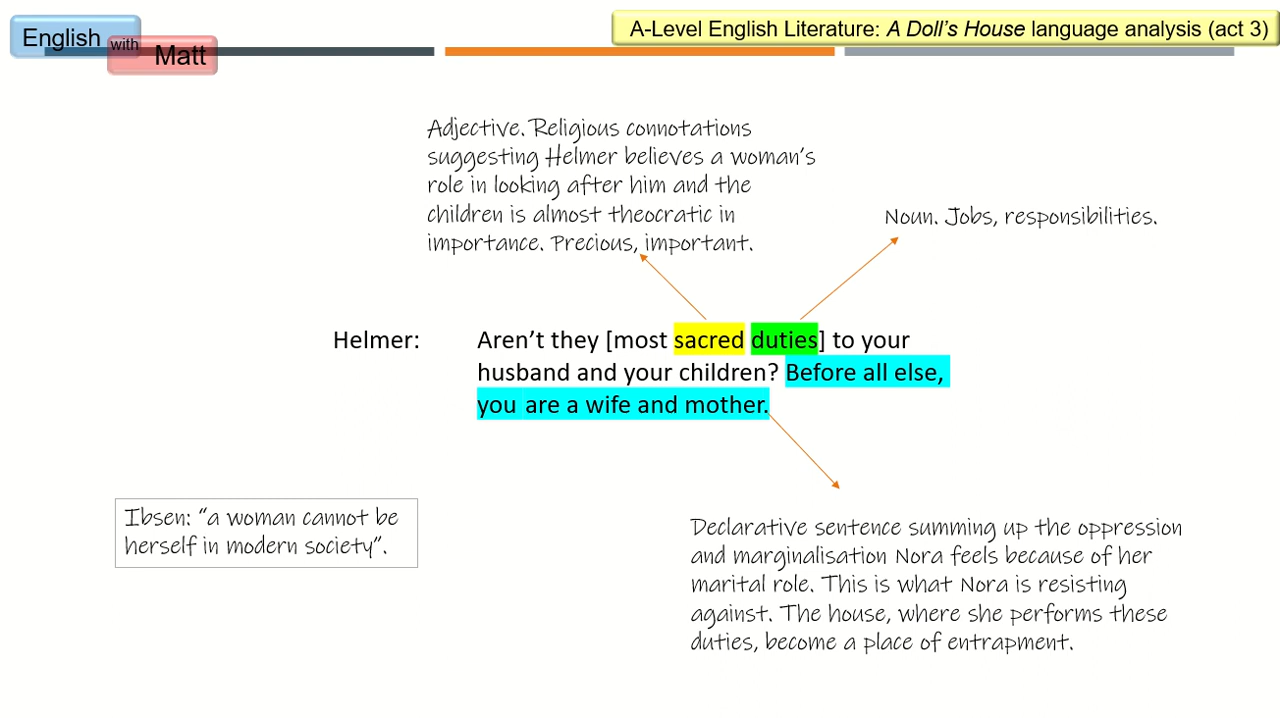 English with Matt
A-Level English Literature: A Doll's House language analysis (act 3)
Adjective. Religious connotations
suggesting Helmer believes a woman's
role in looking after him and the
children is almost theocratic in
importance. Precious, important.
Noun. Jobs, responsibilities.
Helmer: Aren't they [most sacred duties] to your
husband and your children? Before all else,
you are a wife and mother.
Ibsen: "a woman cannot be
herself in modern society".
Declarative sentence summing up the oppression
and marginalisation Nora feels because of her
marital role. This is what Nora is resisting
against. The house, where she performs these
duties, become a place of entrapment.